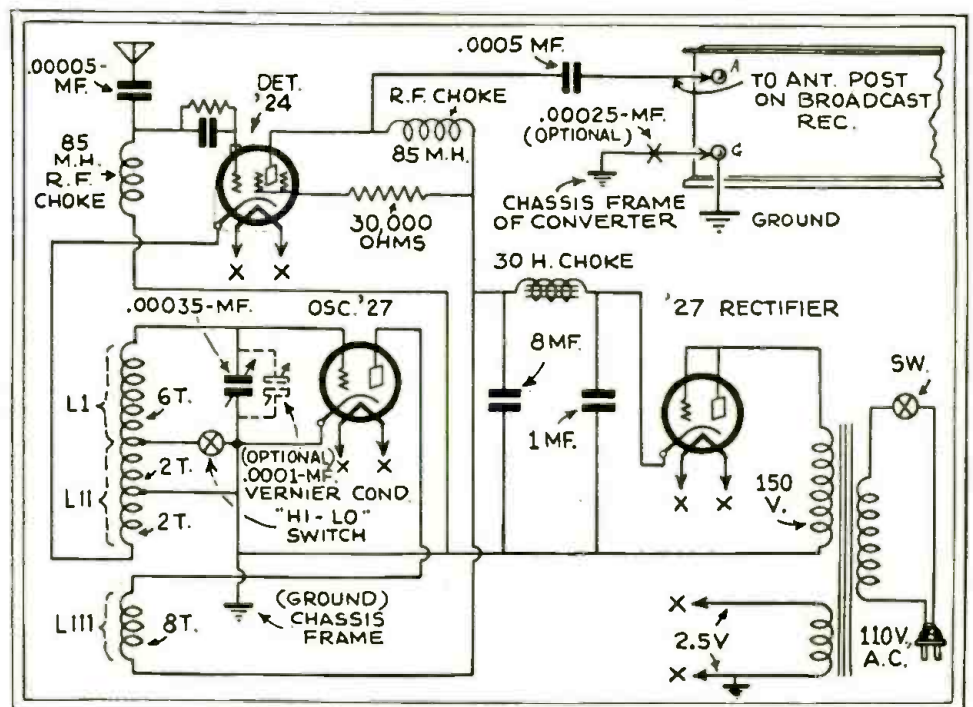 .00005-
MF.
DET.
'24
.0005 MF.
R.F. CHOKE
85 M.H.
.00025-MF.
(OPTIONAL)
A
TO ANT. POST
ON BROADCAST
REC.
G
CHASSIS FRAME
OF CONVERTER
GROUND
85
M.H.
R.F.
CHOKE
30,000
OHMS
X X
30 H. CHOKE
.00035-MF.
OSC. '27
'27 RECTIFIER
8 MF.
1 MF.
SW.
LI
6T.
2T.
LII
2T.
(OPTIONAL)
.0001-MF.
VERNIER COND.
"HI-LO"
SWITCH
X X
X X
150
V.
(GROUND)
CHASSIS
FRAME
LIII
8T.
X
2.5V
X
110V.
A.C.